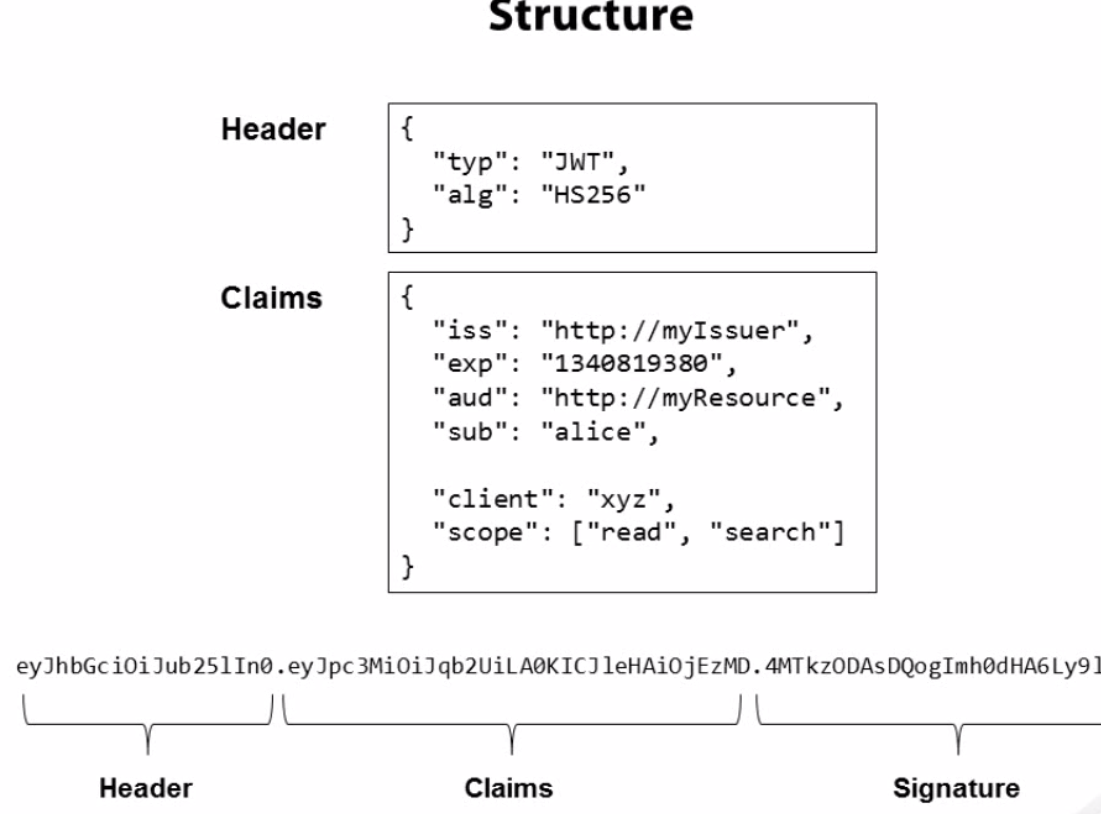 Structure
Header
{
"typ": "JWT",
"alg": "HS256"
}
Claims
{
"iss": "http://myIssuer",
"exp": "1340819380",
"aud": "http://myResource",
"sub": "alice",
"client": "xyz",
"scope": ["read", "search"]
}
eyJhbGciOiJub25lIn0.eyJpc3MiOiJqb2UiLA0KICJleHAiOjEzMD.4MTkzODAsDQogImh0dHA6Ly9l
Header Claims Signature